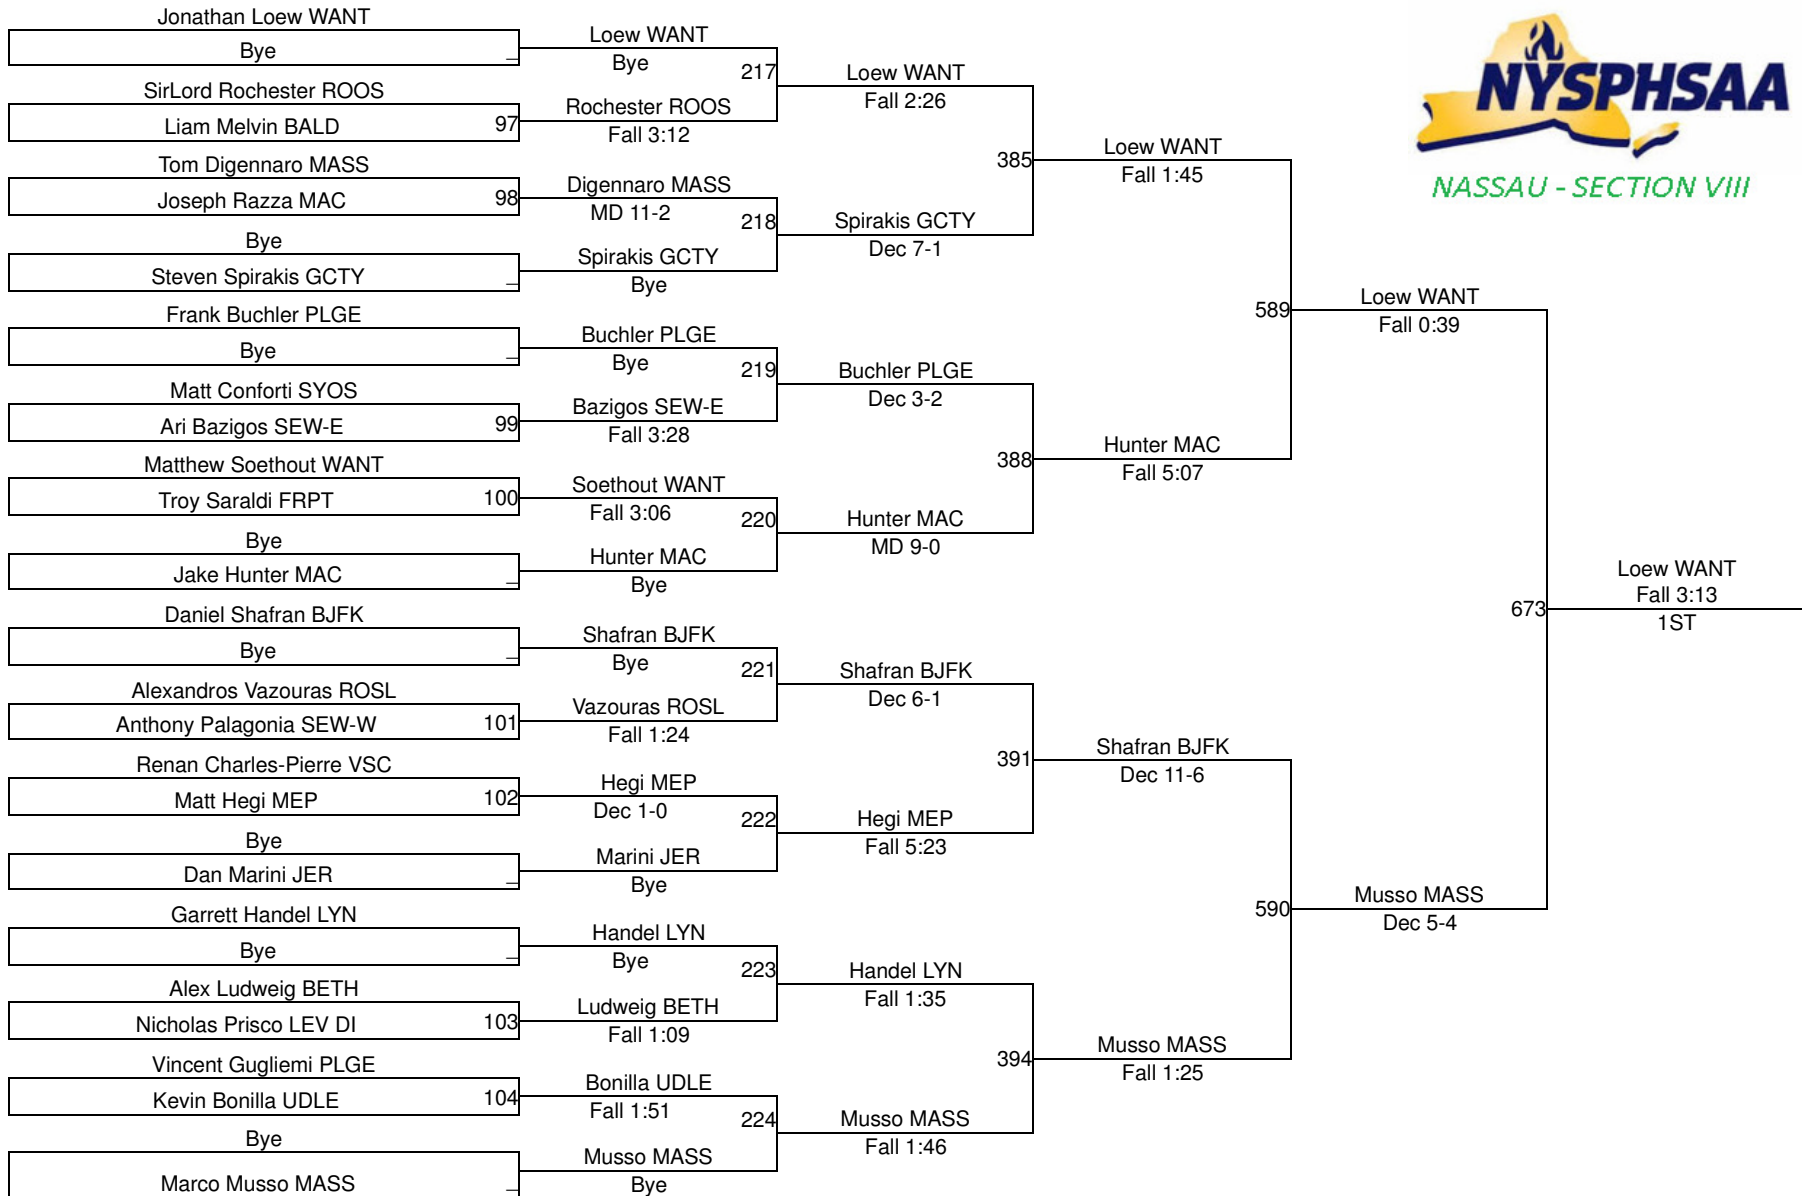 Jonathan Loew WANT
Bye _
SirLord Rochester ROOS
Liam Melvin BALD 97
Tom Digennaro MASS
Joseph Razza MAC 98
Bye
Steven Spirakis GCTY _
Frank Buchler PLGE
Bye _
Matt Conforti SYOS
Ari Bazigos SEW-E 99
Matthew Soethout WANT
Troy Saraldi FRPT 100
Bye
Jake Hunter MAC _
Daniel Shafran BJFK
Bye _
Alexandros Vazouras ROSL
Anthony Palagonia SEW-W 101
Renan Charles-Pierre VSC
Matt Hegi MEP 102
Bye
Dan Marini JER _
Garrett Handel LYN
Bye _
Alex Ludweig BETH
Nicholas Prisco LEV DI 103
Vincent Gugliemi PLGE
Kevin Bonilla UDLE 104
Bye
Marco Musso MASS _
Loew WANT
Bye
217
Rochester ROOS
Fall 3:12
Digennaro MASS
MD 11-2
218
Spirakis GCTY
Bye
Buchler PLGE
Bye
219
Bazigos SEW-E
Fall 3:28
Soethout WANT
Fall 3:06
220
Hunter MAC
Bye
Shafran BJFK
Bye
221
Vazouras ROSL
Fall 1:24
Hegi MEP
Dec 1-0
222
Marini JER
Bye
Handel LYN
Bye
223
Ludweig BETH
Fall 1:09
Bonilla UDLE
Fall 1:51
224
Musso MASS
Bye
Loew WANT
Fall 2:26
385
Spirakis GCTY
Dec 7-1
Buchler PLGE
Dec 3-2
388
Hunter MAC
MD 9-0
Shafran BJFK
Dec 6-1
391
Hegi MEP
Fall 5:23
Handel LYN
Fall 1:35
394
Musso MASS
Fall 1:46
Loew WANT
Fall 1:45
589
Hunter MAC
Fall 5:07
Shafran BJFK
Dec 11-6
590
Musso MASS
Fall 1:25
Loew WANT
Fall 0:39
673
Musso MASS
Dec 5-4
Loew WANT
Fall 3:13
1ST
NYSPHSAA
NASSAU - SECTION VIII